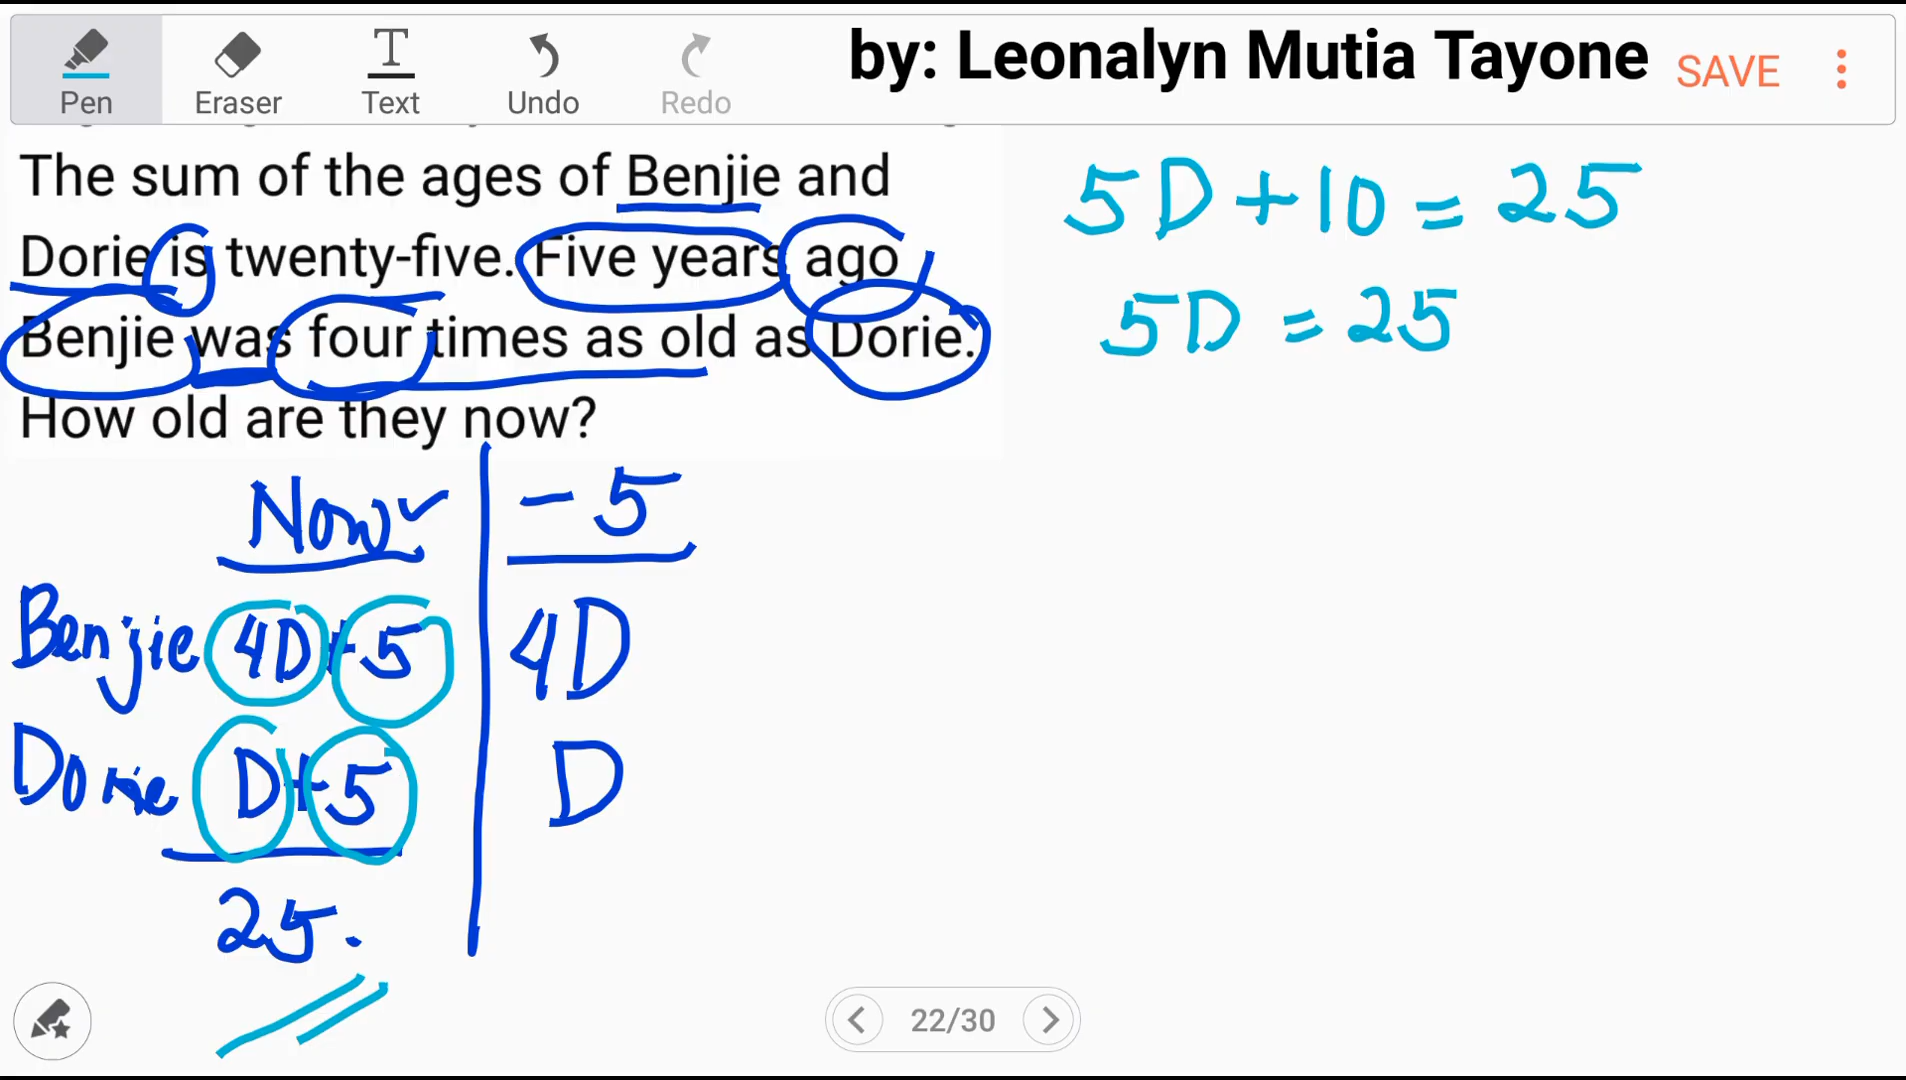 by: Leonalyn Mutia Tayone
SAVE
Pen
Eraser
Text
Undo
Redo
The sum of the ages of Benjie and
Dorie is twenty-five. Five years ago,
Benjie was four times as old as Dorie.
How old are they now?
5D + 10 = 25
5D = 25
Now
- 5
Benjie 4D + 5
4D
Dorie D + 5
D
25.
22/30